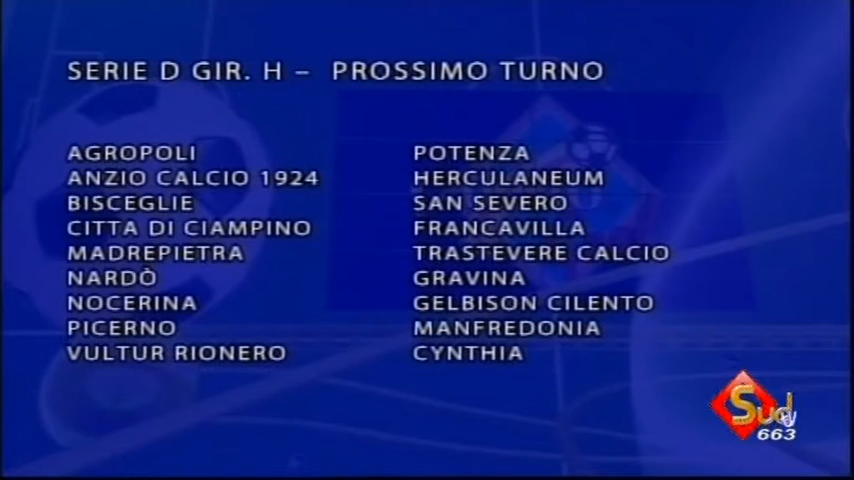 SERIE D GIR. H – PROSSIMO TURNO
AGROPOLI POTENZA
ANZIO CALCIO 1924 HERCULANEUM
BISCEGLIE SAN SEVERO
CITTA DI CIAMPINO FRANCAVILLA
MADREPIETRA TRASTEVERE CALCIO
NARDÒ GRAVINA
NOCERINA GELBISON CILENTO
PICERNO MANFREDONIA
VULTUR RIONERO CYNTHIA
Sud tv
663